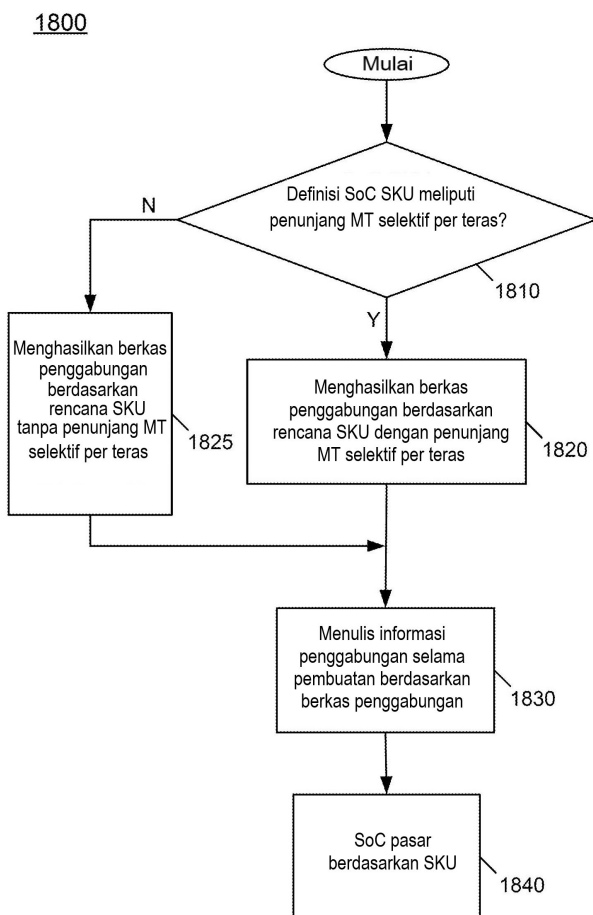 1800
Mulai
Definisi SoC SKU meliputi
penunjang MT selektif per teras?
N
1810
Y
Menghasilkan berkas
penggabungan
berdasarkan
rencana SKU
tanpa penunjang MT
selektif per teras
1825
Menghasilkan berkas
penggabungan berdasarkan
rencana SKU dengan penunjang
MT selektif per teras
1820
Menulis informasi
penggabungan selama
pembuatan berdasarkan
berkas penggabungan
1830
SoC pasar
berdasarkan SKU
1840